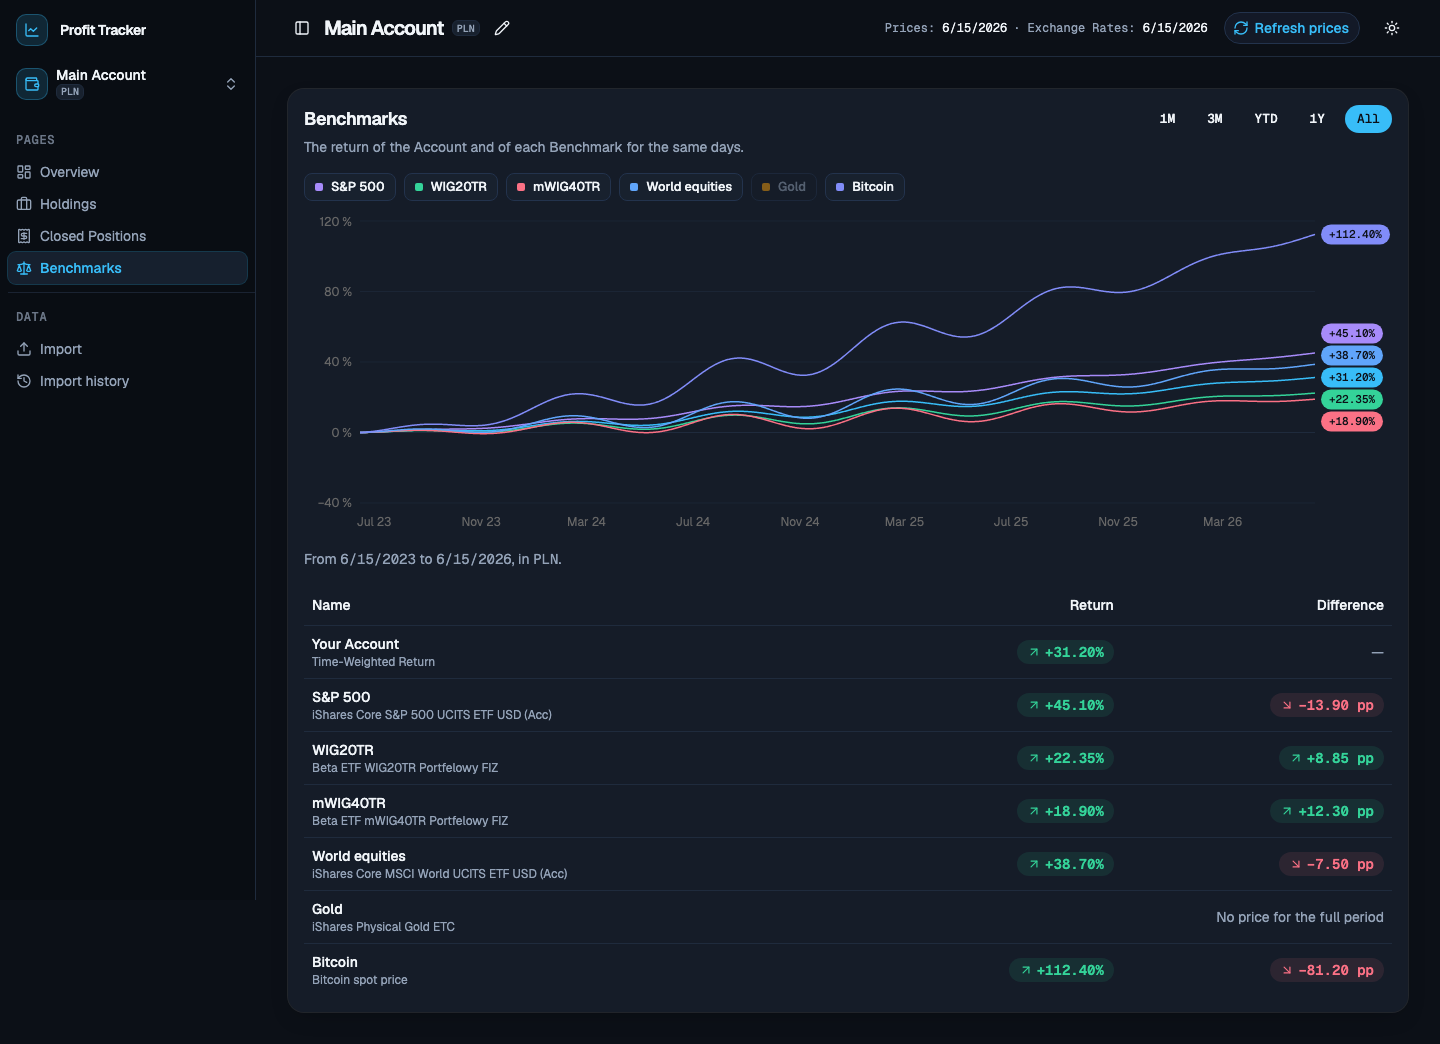 Profit Tracker
Main Account
PLN
PAGES
Overview
Holdings
Closed Positions
Benchmarks
DATA
Import
Import history
Main Account PLN
Prices: 6/15/2026 · Exchange Rates: 6/15/2026
Refresh prices
Benchmarks
1M 3M YTD 1Y All
The return of the Account and of each Benchmark for the same days.
S&P 500 WIG20TR mWIG40TR World equities Gold Bitcoin
120 %
80 %
40 %
0 %
−40 %
+112.40%
+45.10%
+38.70%
+31.20%
+22.35%
+18.90%
Jul 23 Nov 23 Mar 24 Jul 24 Nov 24 Mar 25 Jul 25 Nov 25 Mar 26
From 6/15/2023 to 6/15/2026, in PLN.
Name Return Difference
Your Account
Time-Weighted Return
+31.20% —
S&P 500
iShares Core S&P 500 UCITS ETF USD (Acc)
+45.10% −13.90 pp
WIG20TR
Beta ETF WIG20TR Portfelowy FIZ
+22.35% +8.85 pp
mWIG40TR
Beta ETF mWIG40TR Portfelowy FIZ
+18.90% +12.30 pp
World equities
iShares Core MSCI World UCITS ETF USD (Acc)
+38.70% −7.50 pp
Gold
iShares Physical Gold ETC
No price for the full period
Bitcoin
Bitcoin spot price
+112.40% −81.20 pp